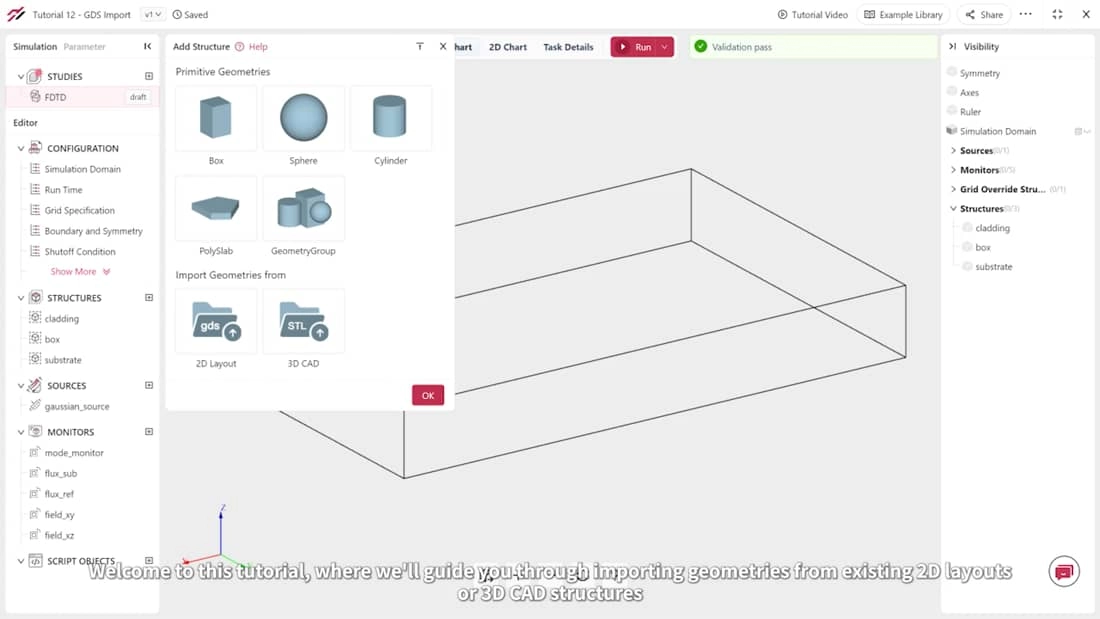 Tutorial 12 - GDS Import
v1
Saved
Tutorial Video
Example Library
Share
Simulation
Parameter
STUDIES
FDTD
draft
Editor
CONFIGURATION
Simulation Domain
Run Time
Grid Specification
Boundary and Symmetry
Shutoff Condition
Show More
STRUCTURES
cladding
box
substrate
SOURCES
gaussian_source
MONITORS
mode_monitor
flux_sub
flux_ref
field_xy
field_xz
SCRIPT OBJECTS
Add Structure
Help
Primitive Geometries
Box
Sphere
Cylinder
PolySlab
GeometryGroup
Import Geometries from
gds
STL
2D Layout
3D CAD
OK
hart
2D Chart
Task Details
Run
Validation pass
Z
Visibility
Symmetry
Axes
Ruler
Simulation Domain
Sources(0/1)
Monitors(0/5)
Grid Override Stru... (0/1)
Structures(0/3)
cladding
box
substrate
Welcome to this tutorial, where we'll guide you through importing geometries from existing 2D layouts
or 3D CAD structures